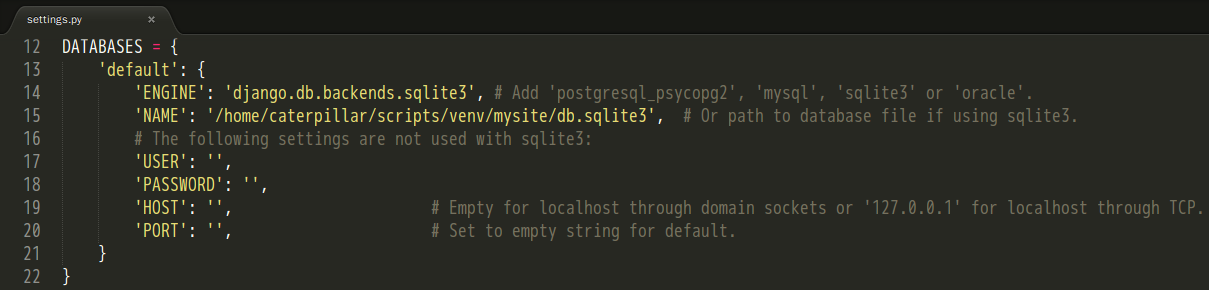 settings.py ×
12 DATABASES = {
13     'default': {
14         'ENGINE': 'django.db.backends.sqlite3', # Add 'postgresql_psycopg2', 'mysql', 'sqlite3' or 'oracle'.
15         'NAME': '/home/caterpillar/scripts/venv/mysite/db.sqlite3',  # Or path to database file if using sqlite3.
16         # The following settings are not used with sqlite3:
17         'USER': '',
18         'PASSWORD': '',
19         'HOST': '',                      # Empty for localhost through domain sockets or '127.0.0.1' for localhost through TCP.
20         'PORT': '',                      # Set to empty string for default.
21     }
22 }